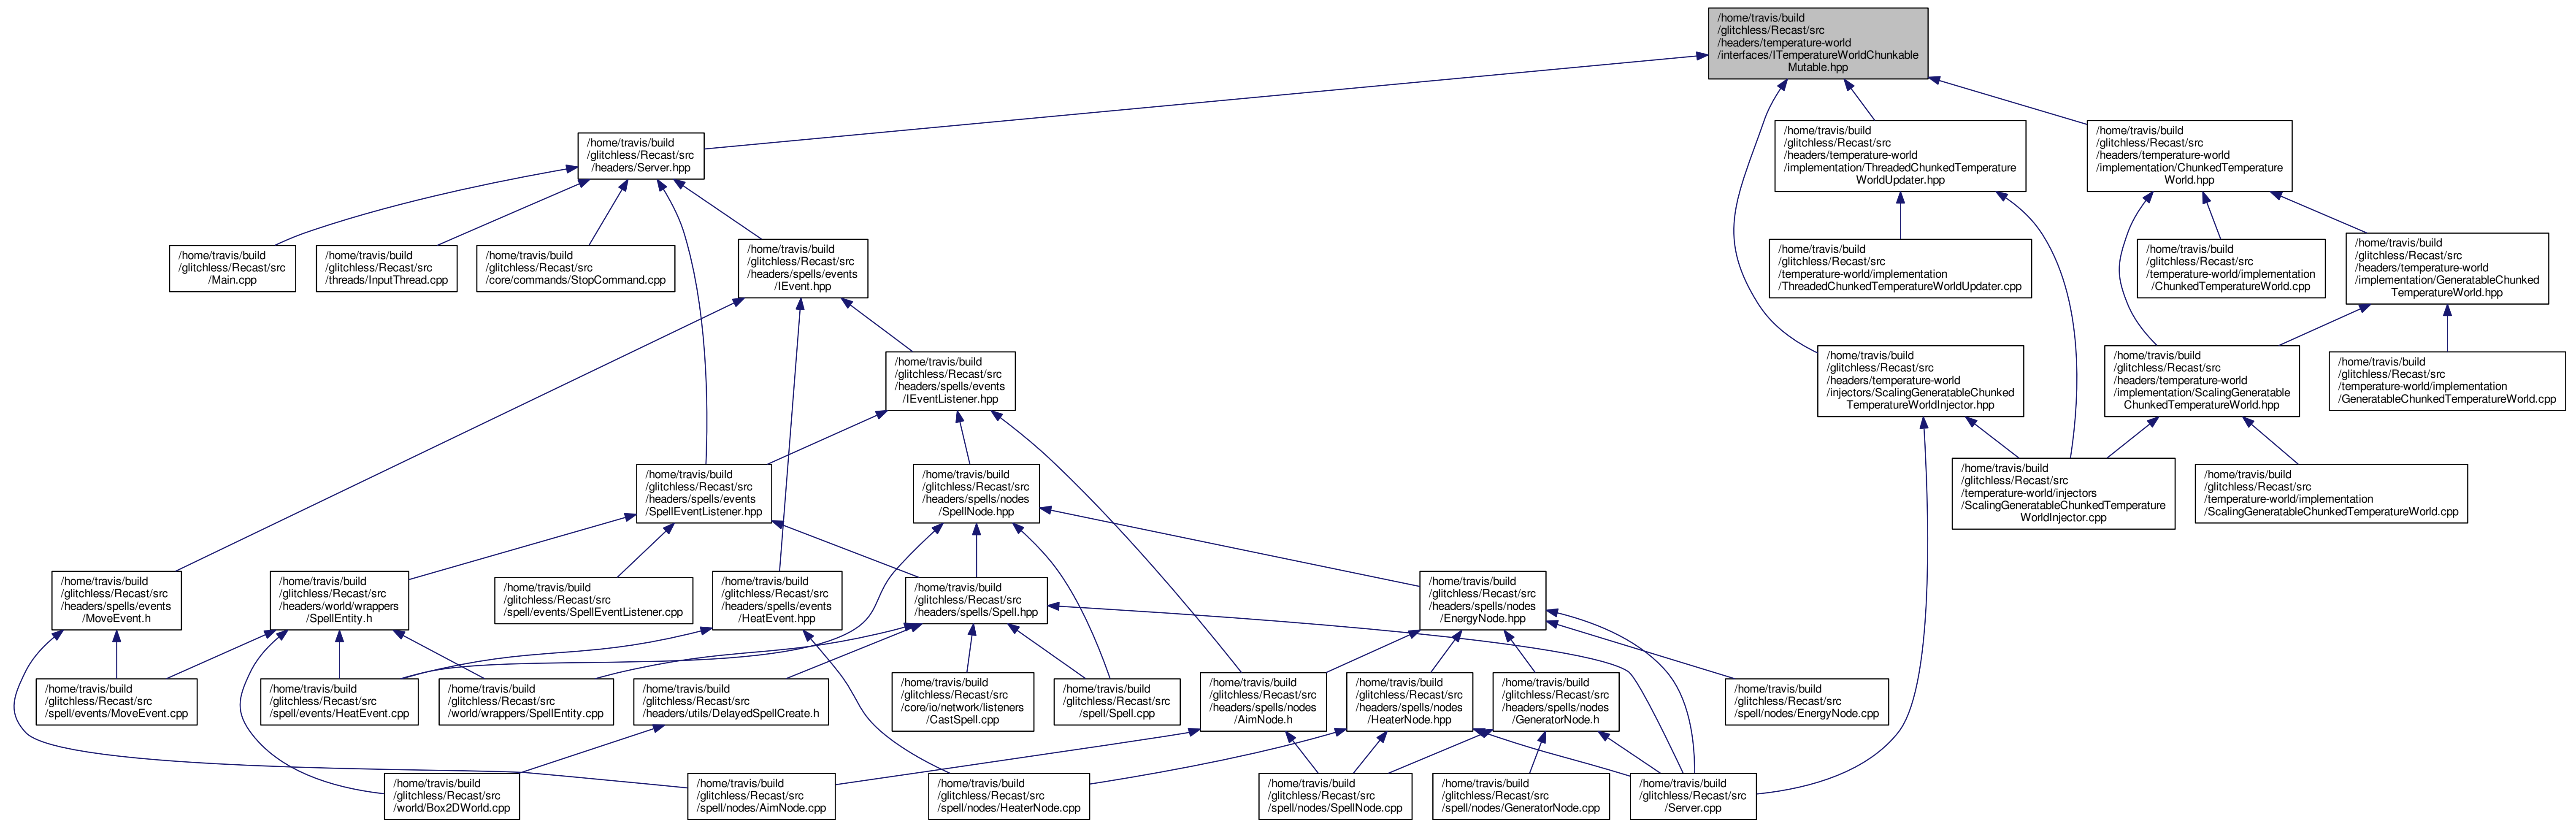 /home/travis/build
/glitchless/Recast/src
/headers/temperature-world
/interfaces/ITemperatureWorldChunkable
Mutable.hpp
/home/travis/build
/glitchless/Recast/src
/headers/Server.hpp
/home/travis/build
/glitchless/Recast/src
/headers/temperature-world
/implementation/ThreadedChunkedTemperature
WorldUpdater.hpp
/home/travis/build
/glitchless/Recast/src
/headers/temperature-world
/implementation/ChunkedTemperature
World.hpp
/home/travis/build
/glitchless/Recast/src
/Main.cpp
/home/travis/build
/glitchless/Recast/src
/threads/InputThread.cpp
/home/travis/build
/glitchless/Recast/src
/core/commands/StopCommand.cpp
/home/travis/build
/glitchless/Recast/src
/headers/spells/events
/IEvent.hpp
/home/travis/build
/glitchless/Recast/src
/temperature-world/implementation
/ThreadedChunkedTemperatureWorldUpdater.cpp
/home/travis/build
/glitchless/Recast/src
/temperature-world/implementation
/ChunkedTemperatureWorld.cpp
/home/travis/build
/glitchless/Recast/src
/headers/temperature-world
/implementation/GeneratableChunked
TemperatureWorld.hpp
/home/travis/build
/glitchless/Recast/src
/headers/spells/events
/IEventListener.hpp
/home/travis/build
/glitchless/Recast/src
/headers/temperature-world
/injectors/ScalingGeneratableChunked
TemperatureWorldInjector.hpp
/home/travis/build
/glitchless/Recast/src
/headers/temperature-world
/implementation/ScalingGeneratable
ChunkedTemperatureWorld.hpp
/home/travis/build
/glitchless/Recast/src
/temperature-world/implementation
/GeneratableChunkedTemperatureWorld.cpp
/home/travis/build
/glitchless/Recast/src
/headers/spells/events
/SpellEventListener.hpp
/home/travis/build
/glitchless/Recast/src
/headers/spells/nodes
/SpellNode.hpp
/home/travis/build
/glitchless/Recast/src
/temperature-world/injectors
/ScalingGeneratableChunkedTemperature
WorldInjector.cpp
/home/travis/build
/glitchless/Recast/src
/temperature-world/implementation
/ScalingGeneratableChunkedTemperatureWorld.cpp
/home/travis/build
/glitchless/Recast/src
/headers/spells/events
/MoveEvent.h
/home/travis/build
/glitchless/Recast/src
/headers/world/wrappers
/SpellEntity.h
/home/travis/build
/glitchless/Recast/src
/spell/events/SpellEventListener.cpp
/home/travis/build
/glitchless/Recast/src
/headers/spells/events
/HeatEvent.hpp
/home/travis/build
/glitchless/Recast/src
/headers/spells/Spell.hpp
/home/travis/build
/glitchless/Recast/src
/headers/spells/nodes
/EnergyNode.hpp
/home/travis/build
/glitchless/Recast/src
/spell/events/MoveEvent.cpp
/home/travis/build
/glitchless/Recast/src
/spell/events/HeatEvent.cpp
/home/travis/build
/glitchless/Recast/src
/world/wrappers/SpellEntity.cpp
/home/travis/build
/glitchless/Recast/src
/headers/utils/DelayedSpellCreate.h
/home/travis/build
/glitchless/Recast/src
/core/io/network/listeners
/CastSpell.cpp
/home/travis/build
/glitchless/Recast/src
/spell/Spell.cpp
/home/travis/build
/glitchless/Recast/src
/headers/spells/nodes
/AimNode.h
/home/travis/build
/glitchless/Recast/src
/headers/spells/nodes
/HeaterNode.hpp
/home/travis/build
/glitchless/Recast/src
/headers/spells/nodes
/GeneratorNode.h
/home/travis/build
/glitchless/Recast/src
/spell/nodes/EnergyNode.cpp
/home/travis/build
/glitchless/Recast/src
/world/Box2DWorld.cpp
/home/travis/build
/glitchless/Recast/src
/spell/nodes/AimNode.cpp
/home/travis/build
/glitchless/Recast/src
/spell/nodes/HeaterNode.cpp
/home/travis/build
/glitchless/Recast/src
/spell/nodes/SpellNode.cpp
/home/travis/build
/glitchless/Recast/src
/spell/nodes/GeneratorNode.cpp
/home/travis/build
/glitchless/Recast/src
/Server.cpp